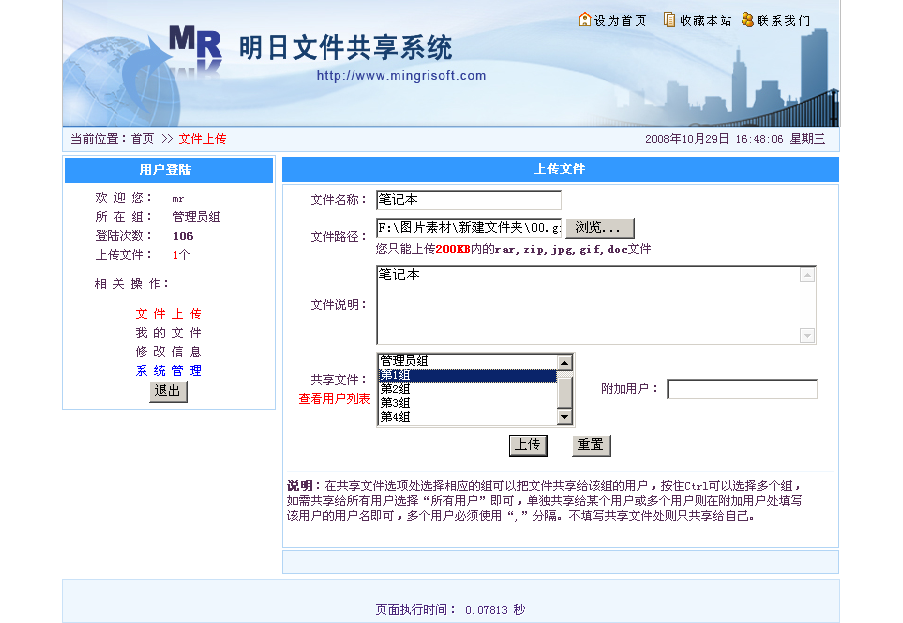 设为首页 收藏本站 联系我们
MR 明日文件共享系统
http://www.mingrisoft.com
当前位置：首页 >> 文件上传 2008年10月29日 16:48:06 星期三
用户登陆
欢 迎 您： mr
所 在 组： 管理员组
登陆次数： 106
上传文件： 1个
相 关 操 作：
文 件 上 传
我 的 文 件
修 改 信 息
系 统 管 理
退出
上传文件
文件名称： 笔记本
文件路径： F:\图片素材\新建文件夹\00.g 浏览...
您只能上传200KB内的rar,zip,jpg,gif,doc文件
文件说明： 笔记本
共享文件：
查看用户列表
管理员组
第1组
第2组
第3组
第4组
附加用户：
上传 重置
说明：在共享文件选项处选择相应的组可以把文件共享给该组的用户，按住Ctrl可以选择多个组，
如需共享给所有用户选择“所有用户”即可，单独共享给某个用户或多个用户则在附加用户处填写
该用户的用户名即可，多个用户必须使用“,”分隔。不填写共享文件处则只共享给自己。
页面执行时间： 0.07813 秒